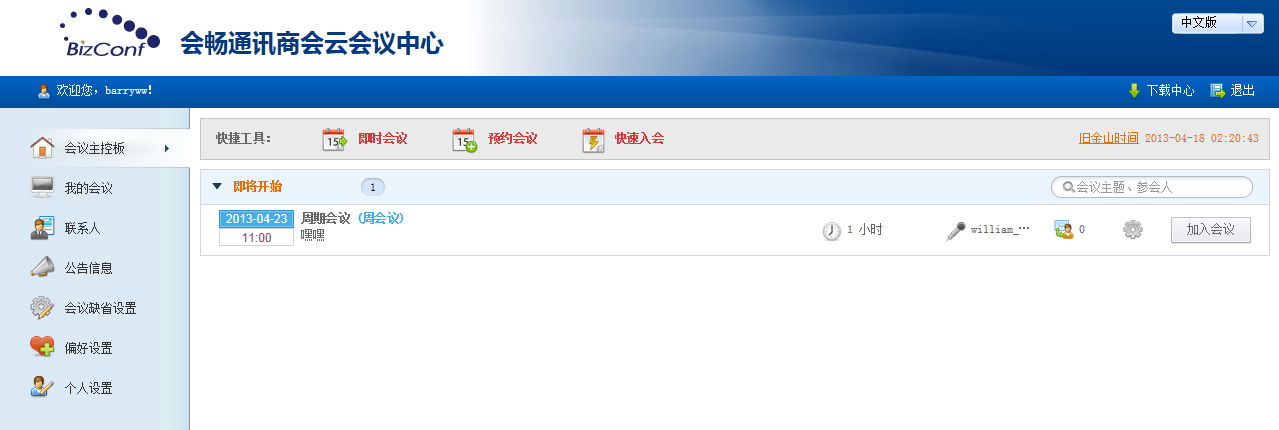 BizConf 会畅通讯商会云会议中心
中文版
欢迎您，barryww!
下载中心 退出
会议主控板
我的会议
联系人
公告信息
会议缺省设置
偏好设置
个人设置
快捷工具： 15 即时会议 15 预约会议 快速入会
旧金山时间 2013-04-18 02:20:43
即将开始 1
会议主题、参会人
2013-04-23 周期会议 (周会议)
11:00 嘿嘿
1 小时 william_… 0 加入会议